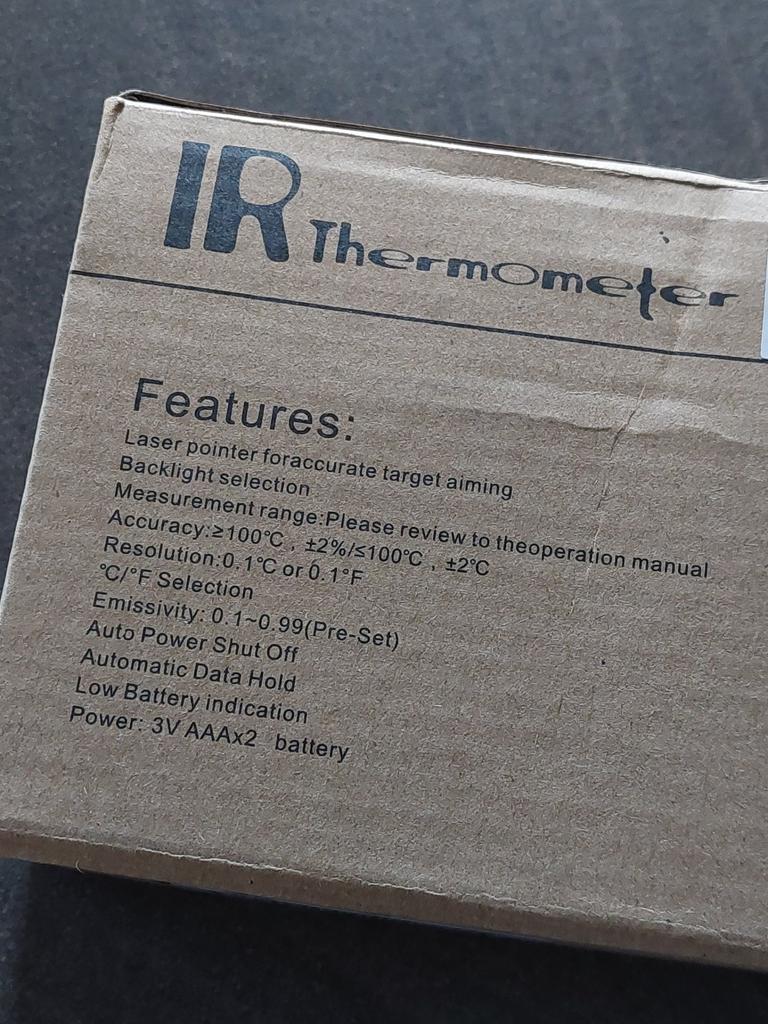 IR Thermometer
Features:
Laser pointer foraccurate target aiming
Backlight selection
Measurement range:Please review to theoperation manual
Accuracy:≥100℃ , ±2%/≤100℃ , ±2℃
Resolution:0.1℃ or 0.1°F
℃/°F Selection
Emissivity: 0.1~0.99(Pre-Set)
Auto Power Shut Off
Automatic Data Hold
Low Battery indication
Power: 3V AAAx2 battery